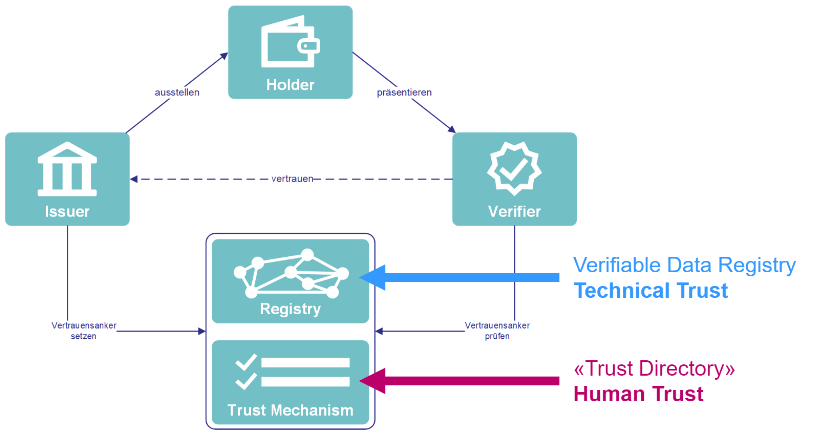 Holder
ausstellen
präsentieren
Issuer
vertrauen
Verifier
Registry
Verifiable Data Registry
Technical Trust
Vertrauensanker
setzen
Vertrauensanker
prüfen
Trust Mechanism
«Trust Directory»
Human Trust